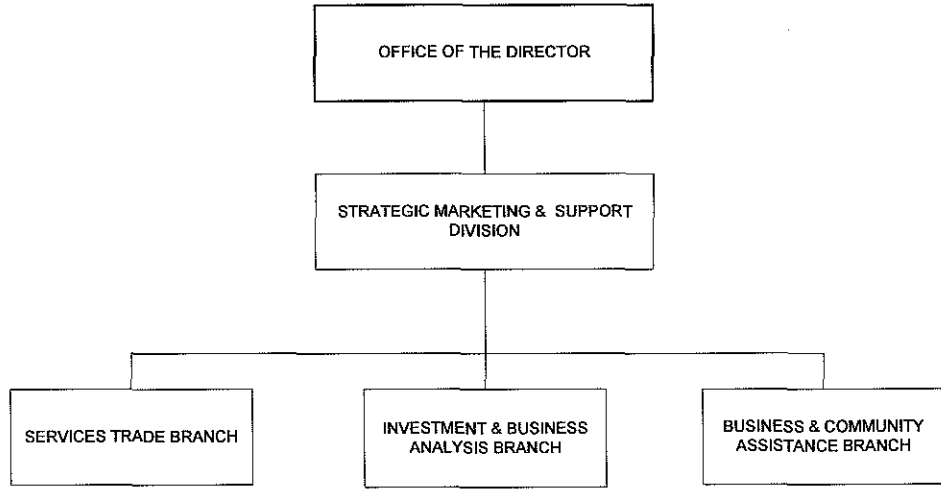 OFFICE OF THE DIRECTOR
STRATEGIC MARKETING & SUPPORT
DIVISION
SERVICES TRADE BRANCH
INVESTMENT & BUSINESS
ANALYSIS BRANCH
BUSINESS & COMMUNITY
ASSISTANCE BRANCH